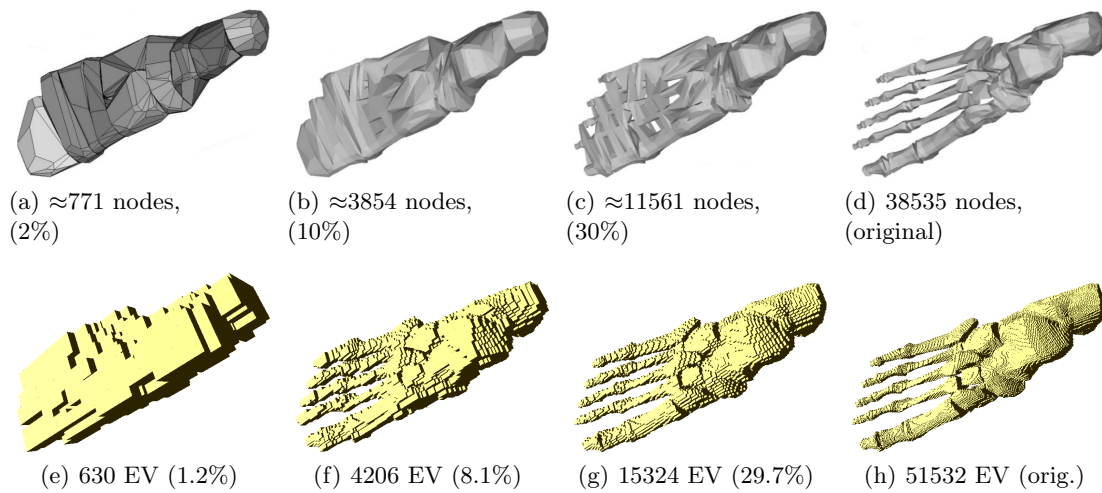 (a) ≈771 nodes,
(2%)
(b) ≈3854 nodes,
(10%)
(c) ≈11561 nodes,
(30%)
(d) 38535 nodes,
(original)
(e) 630 EV (1.2%)
(f) 4206 EV (8.1%)
(g) 15324 EV (29.7%)
(h) 51532 EV (orig.)